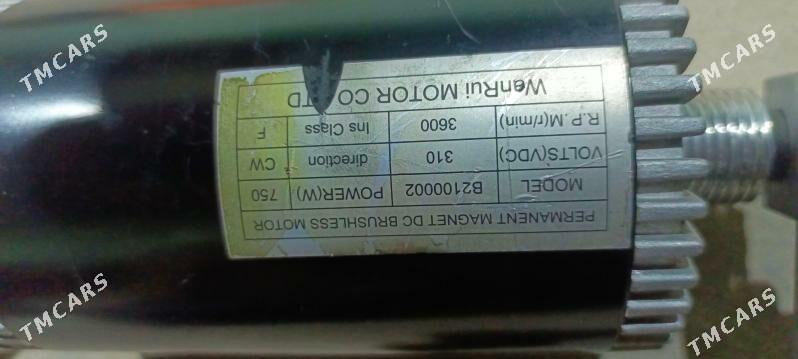 PERMANENT MAGNET DC BRUSHLESS MOTOR
MODEL B2100002 POWER(W) 750
VOLTS(VDC) 310 direction CW
R.P.M(r/min) 3600 Ins Class F
WenRui MOTOR CO. TD
TMCARS
TMCARS
TMCARS
TMCARS